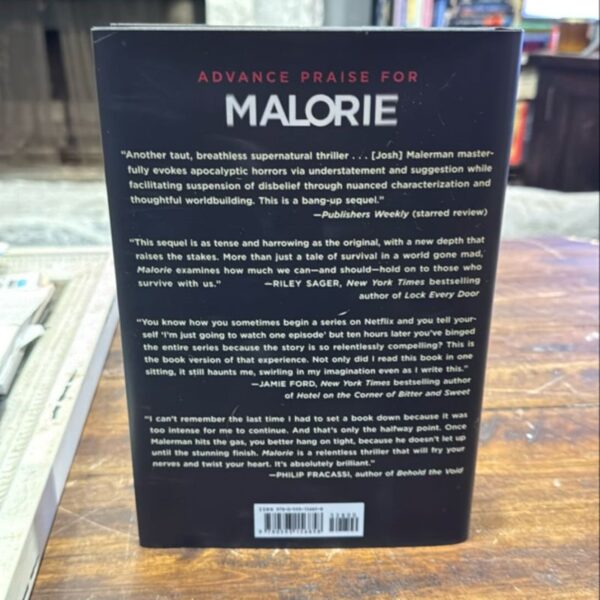 ADVANCE PRAISE FOR
MALORIE
"Another taut, breathless supernatural thriller . . . [Josh] Malerman master-
fully evokes apocalyptic horrors via understatement and suggestion while
facilitating suspension of disbelief through nuanced characterization and
thoughtful worldbuilding. This is a bang-up sequel."
—Publishers Weekly (starred review)
"This sequel is as tense and harrowing as the original, with a new depth that
raises the stakes. More than just a tale of survival in a world gone mad,
Malorie examines how much we can—and should—hold on to those who
survive with us." —RILEY SAGER, New York Times bestselling
author of Lock Every Door
"You know how you sometimes begin a series on Netflix and you tell your-
self 'I'm just going to watch one episode' but ten hours later you've binged
the entire series because the story is so relentlessly compelling? This is
the book version of that experience. Not only did I read this book in one
sitting, it still haunts me, swirling in my imagination even as I write this."
—JAMIE FORD, New York Times bestselling author
of Hotel on the Corner of Bitter and Sweet
"I can't remember the last time I had to set a book down because it was
too intense for me to continue. And that's only the halfway point. Once
Malerman hits the gas, you better hang on tight, because he doesn't let up
until the stunning finish. Malorie is a relentless thriller that will fry your
nerves and twist your heart. It's absolutely brilliant."
—PHILIP FRACASSI, author of Behold the Void
ISBN